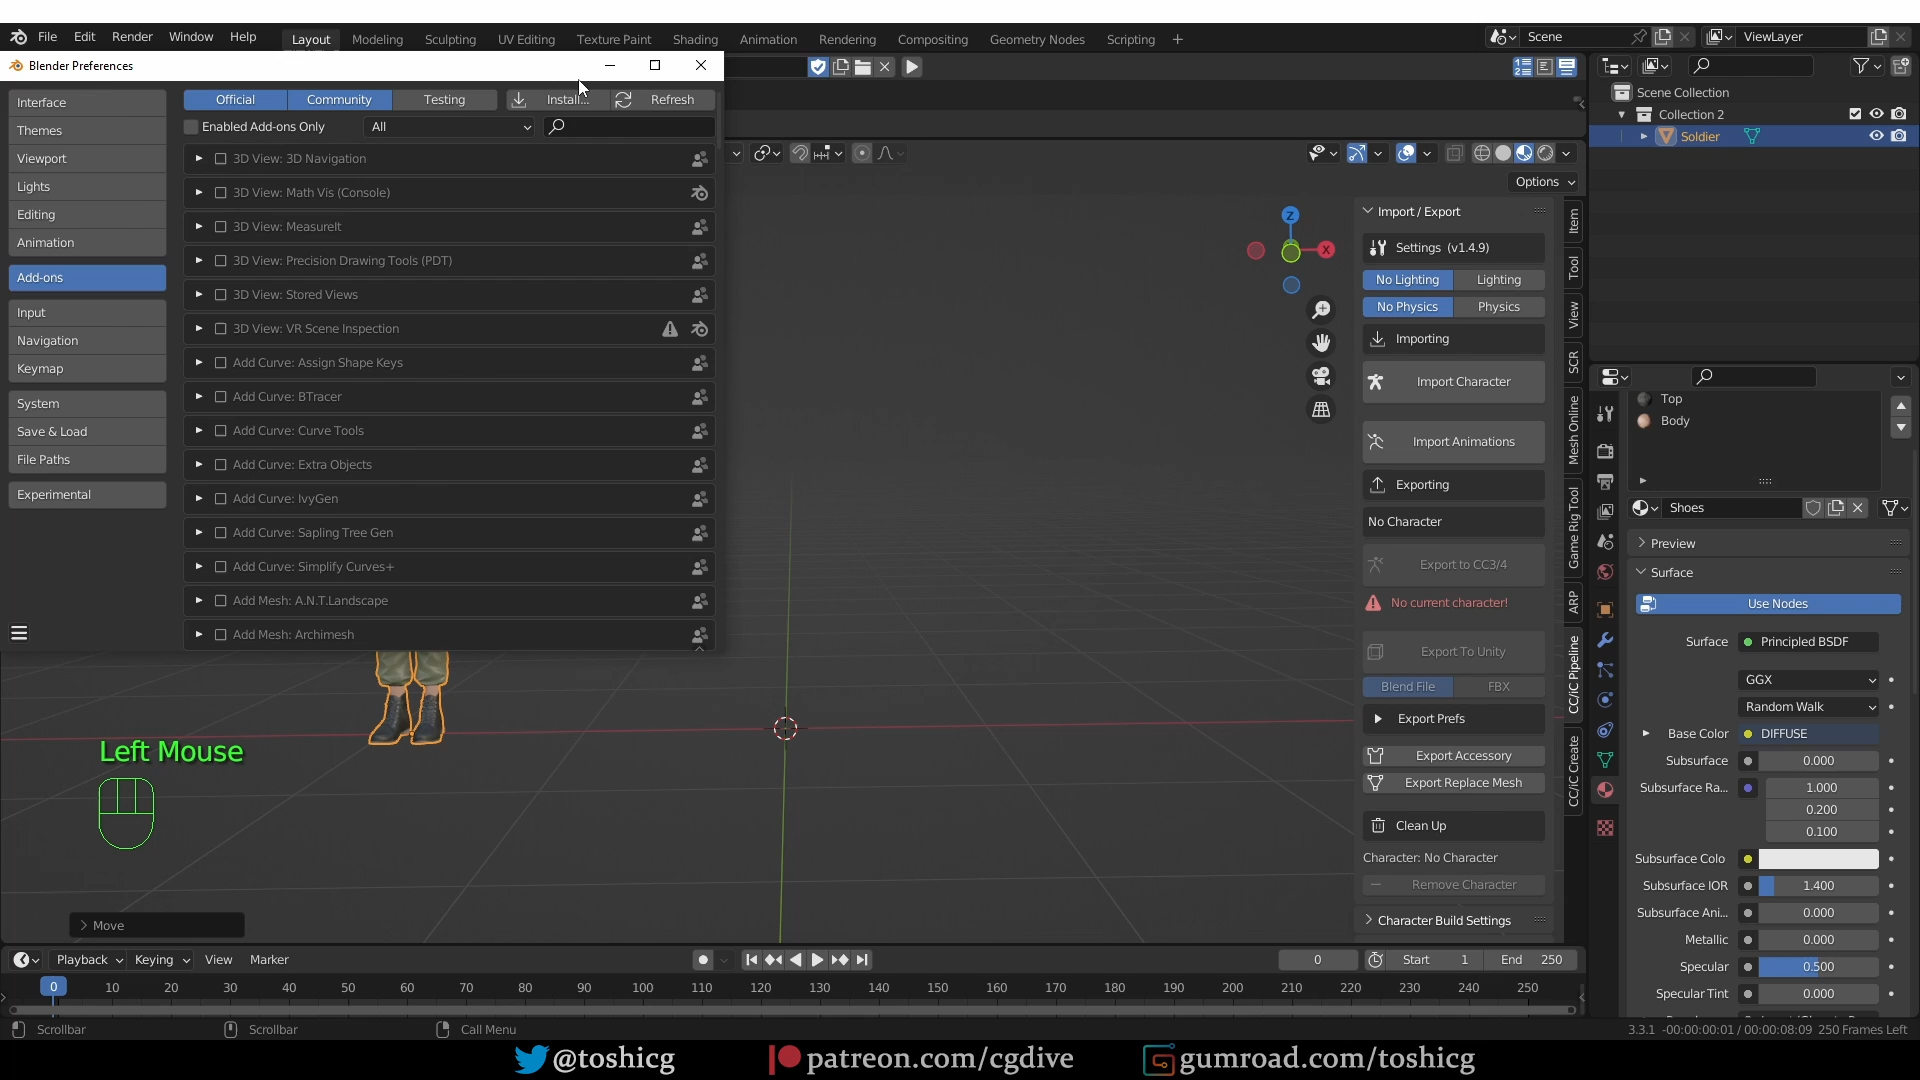 File Edit Render Window Help Layout Modeling Sculpting UV Editing Texture Paint Shading Animation Rendering Compositing Geometry Nodes Scripting + Scene ViewLayer
Blender Preferences
Interface
Themes
Viewport
Lights
Editing
Animation
Add-ons
Input
Navigation
Keymap
System
Save & Load
File Paths
Experimental
Official Community Testing Install... Refresh
Enabled Add-ons Only All
3D View: 3D Navigation
3D View: Math Vis (Console)
3D View: MeasureIt
3D View: Precision Drawing Tools (PDT)
3D View: Stored Views
3D View: VR Scene Inspection
Add Curve: Assign Shape Keys
Add Curve: BTracer
Add Curve: Curve Tools
Add Curve: Extra Objects
Add Curve: IvyGen
Add Curve: Sapling Tree Gen
Add Curve: Simplify Curves+
Add Mesh: A.N.T.Landscape
Add Mesh: Archimesh
Left Mouse
Move
Options
Z
X
Import / Export
Settings (v1.4.9)
No Lighting Lighting
No Physics Physics
Importing
Import Character
Import Animations
Exporting
No Character
Export to CC3/4
No current character!
Export To Unity
Blend File FBX
Export Prefs
Export Accessory
Export Replace Mesh
Clean Up
Character: No Character
Remove Character
Character Build Settings
Item
Tool
View
SCR
Mesh Online
Game Rig Tool
ARP
CC/iC Pipeline
CC/iC Create
Scene Collection
Collection 2
Soldier
Top
Body
Shoes
Preview
Surface
Use Nodes
Surface Principled BSDF
GGX
Random Walk
Base Color DIFFUSE
Subsurface 0.000
Subsurface Ra... 1.000
0.200
0.100
Subsurface Colo
Subsurface IOR 1.400
Subsurface Ani... 0.000
Metallic 0.000
Specular 0.500
Specular Tint 0.000
Playback Keying View Marker 0 Start 1 End 250
0 10 20 30 40 50 60 70 80 90 100 110 120 130 140 150 160 170 180 190 200 210 220 230 240 250
Scrollbar Scrollbar Call Menu 3.3.1 -00:00:00:01 / 00:00:08:09 250 Frames Left
@toshicg patreon.com/cgdive gumroad.com/toshicg